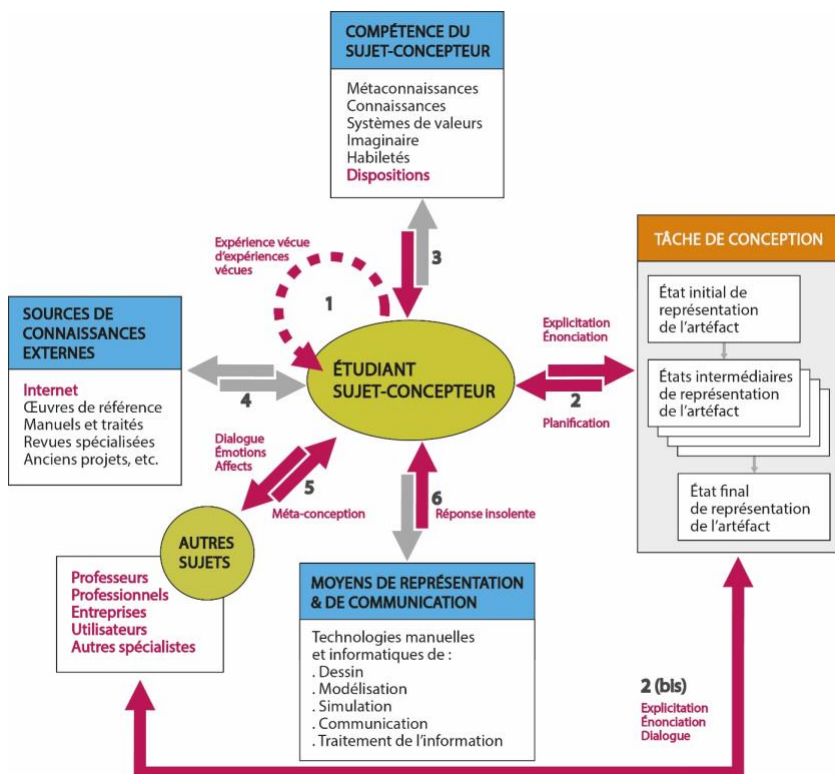 COMPÉTENCE DU
SUJET-CONCEPTEUR
Métaconnaissances
Connaissances
Systèmes de valeurs
Imaginaire
Habiletés
Dispositions
Expérience vécue
d'expériences
vécues
1
3
TÂCHE DE CONCEPTION
État initial de
représentation
de l'artéfact
États intermédiaires
de représentation
de l'artéfact
État final
de représentation
de l'artéfact
SOURCES DE
CONNAISSANCES
EXTERNES
Internet
Œuvres de référence
Manuels et traités
Revues spécialisées
Anciens projets, etc.
4
ÉTUDIANT
SUJET-CONCEPTEUR
Explicitation
Énonciation
2
Planification
Dialogue
Émotions
Affects
5
Méta-conception
6
Réponse insolente
AUTRES
SUJETS
Professeurs
Professionnels
Entreprises
Utilisateurs
Autres spécialistes
MOYENS DE REPRÉSENTATION
& DE COMMUNICATION
Technologies manuelles
et informatiques de :
. Dessin
. Modélisation
. Simulation
. Communication
. Traitement de l'information
2 (bis)
Explicitation
Énonciation
Dialogue